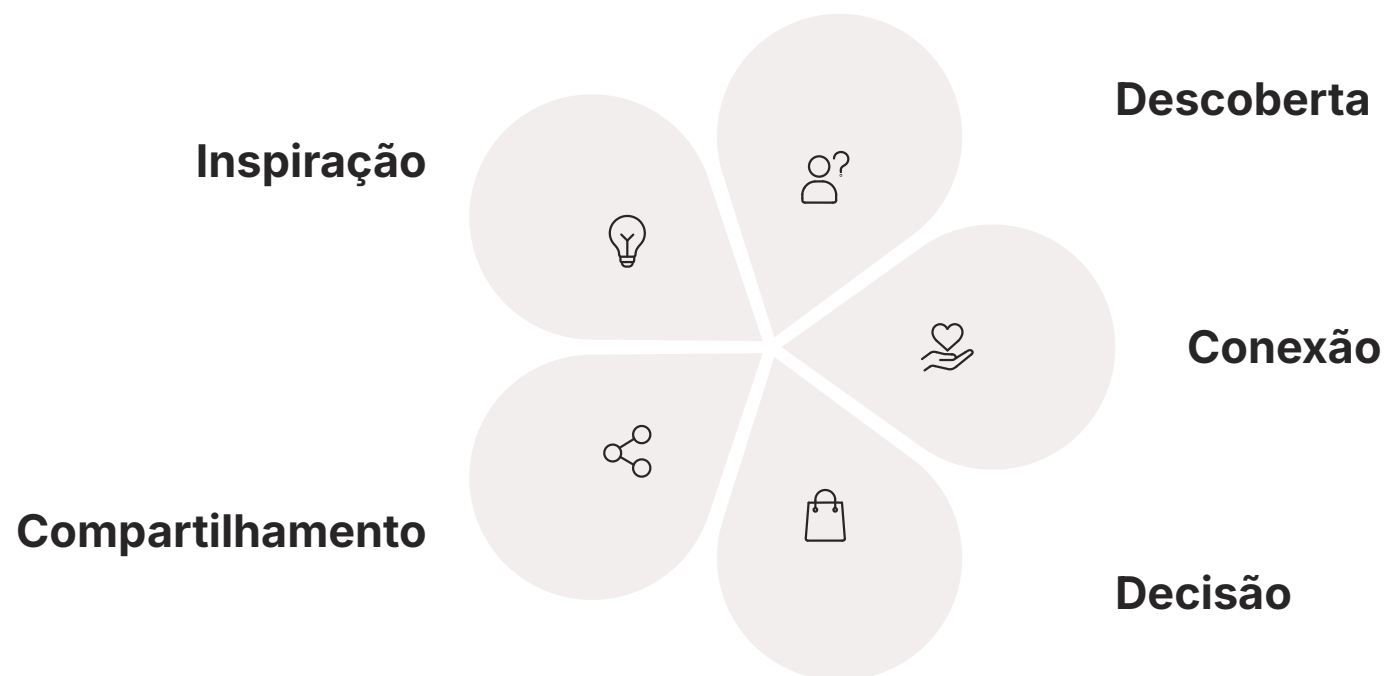 Descoberta
Inspiração
Conexão
Compartilhamento
Decisão